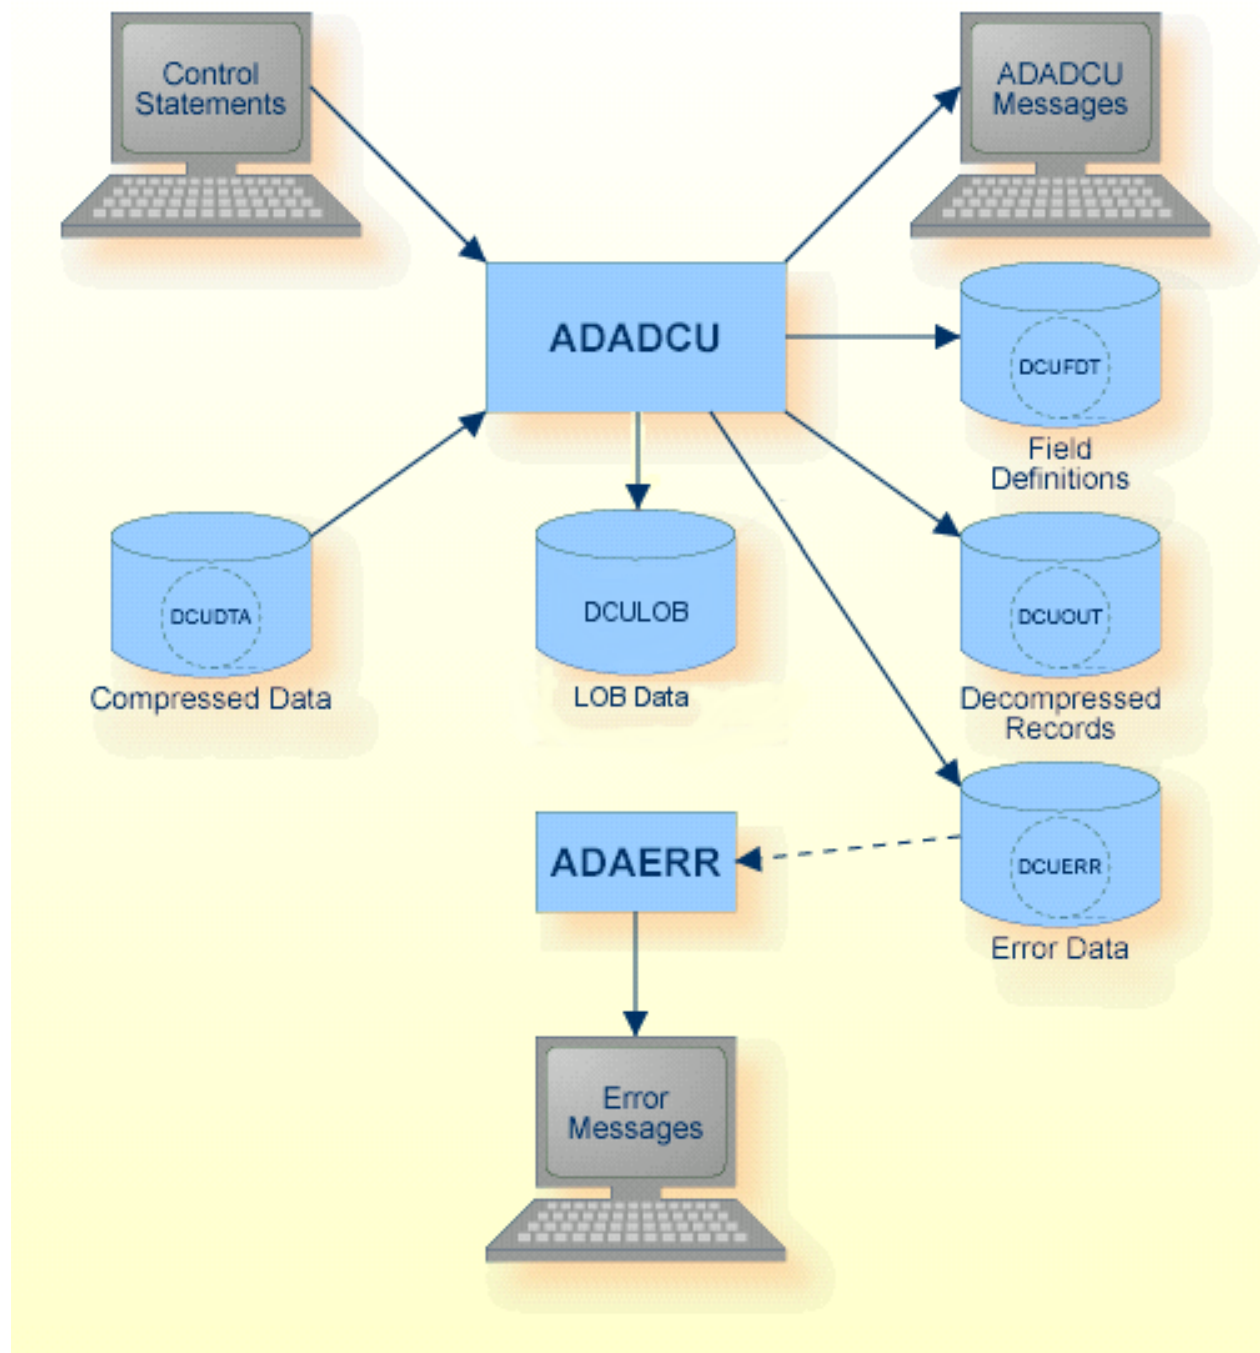 Control
Statements
ADADCU
Messages
ADADCU
DCUFDT
Field
Definitions
DCUDTA
Compressed Data
DCULOB
LOB Data
DCUOUT
Decompressed
Records
ADAERR
DCUERR
Error Data
Error
Messages